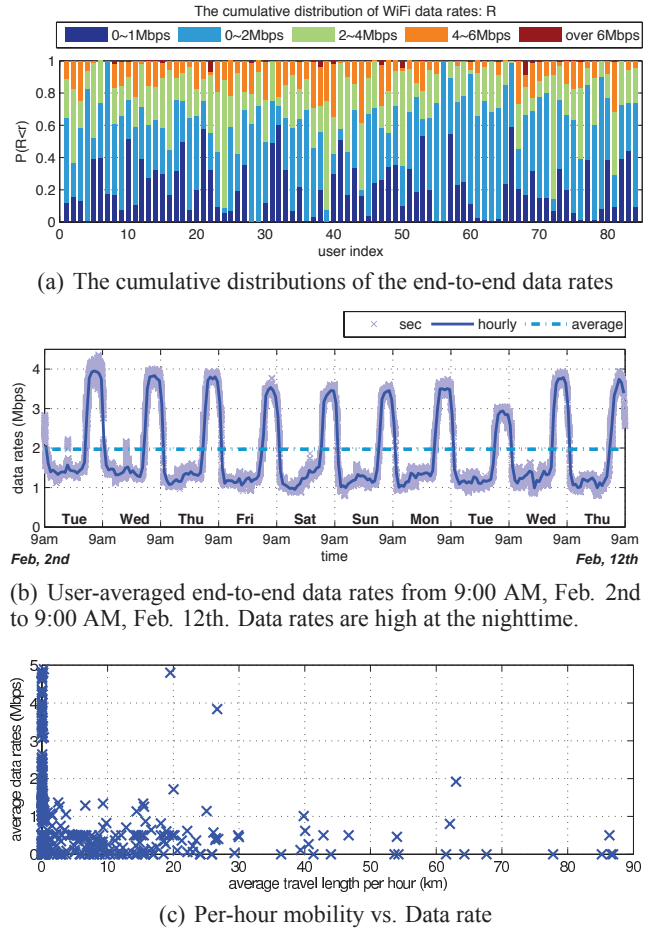 The cumulative distribution of WiFi data rates: R
0~1Mbps 0~2Mbps 2~4Mbps 4~6Mbps over 6Mbps
1
0.8
0.6
0.4
0.2
0
P(R<r)
0 10 20 30 40 50 60 70 80
user index
(a) The cumulative distributions of the end-to-end data rates
sec hourly average
4
3
2
1
0
data rates (Mbps)
Tue Wed Thu Fri Sat Sun Mon Tue Wed Thu
9am 9am 9am 9am 9am 9am 9am 9am 9am 9am 9am
time
Feb, 2nd Feb, 12th
(b) User-averaged end-to-end data rates from 9:00 AM, Feb. 2nd
to 9:00 AM, Feb. 12th. Data rates are high at the nighttime.
5
4
3
2
1
0
average data rates (Mbps)
0 10 20 30 40 50 60 70 80 90
average travel length per hour (km)
(c) Per-hour mobility vs. Data rate